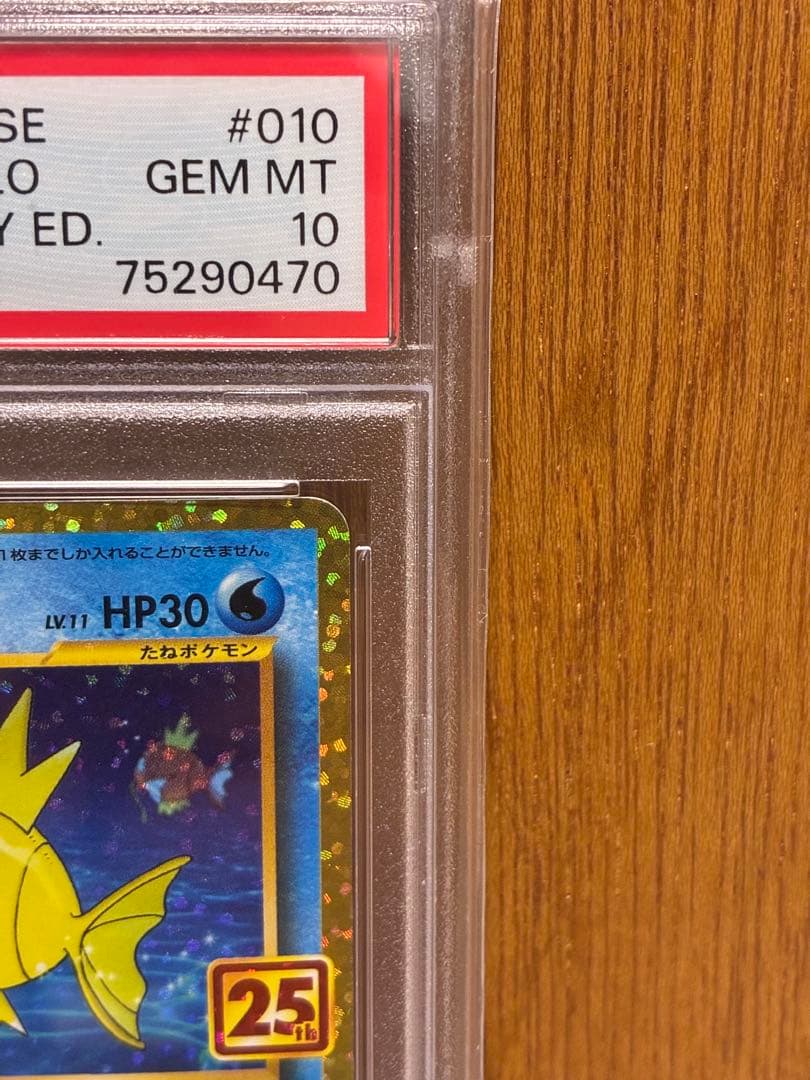 SE #010
LO GEM MT
Y ED. 10
75290470
1枚までしか入れることができません。
LV.11 HP30
たねポケモン
25th